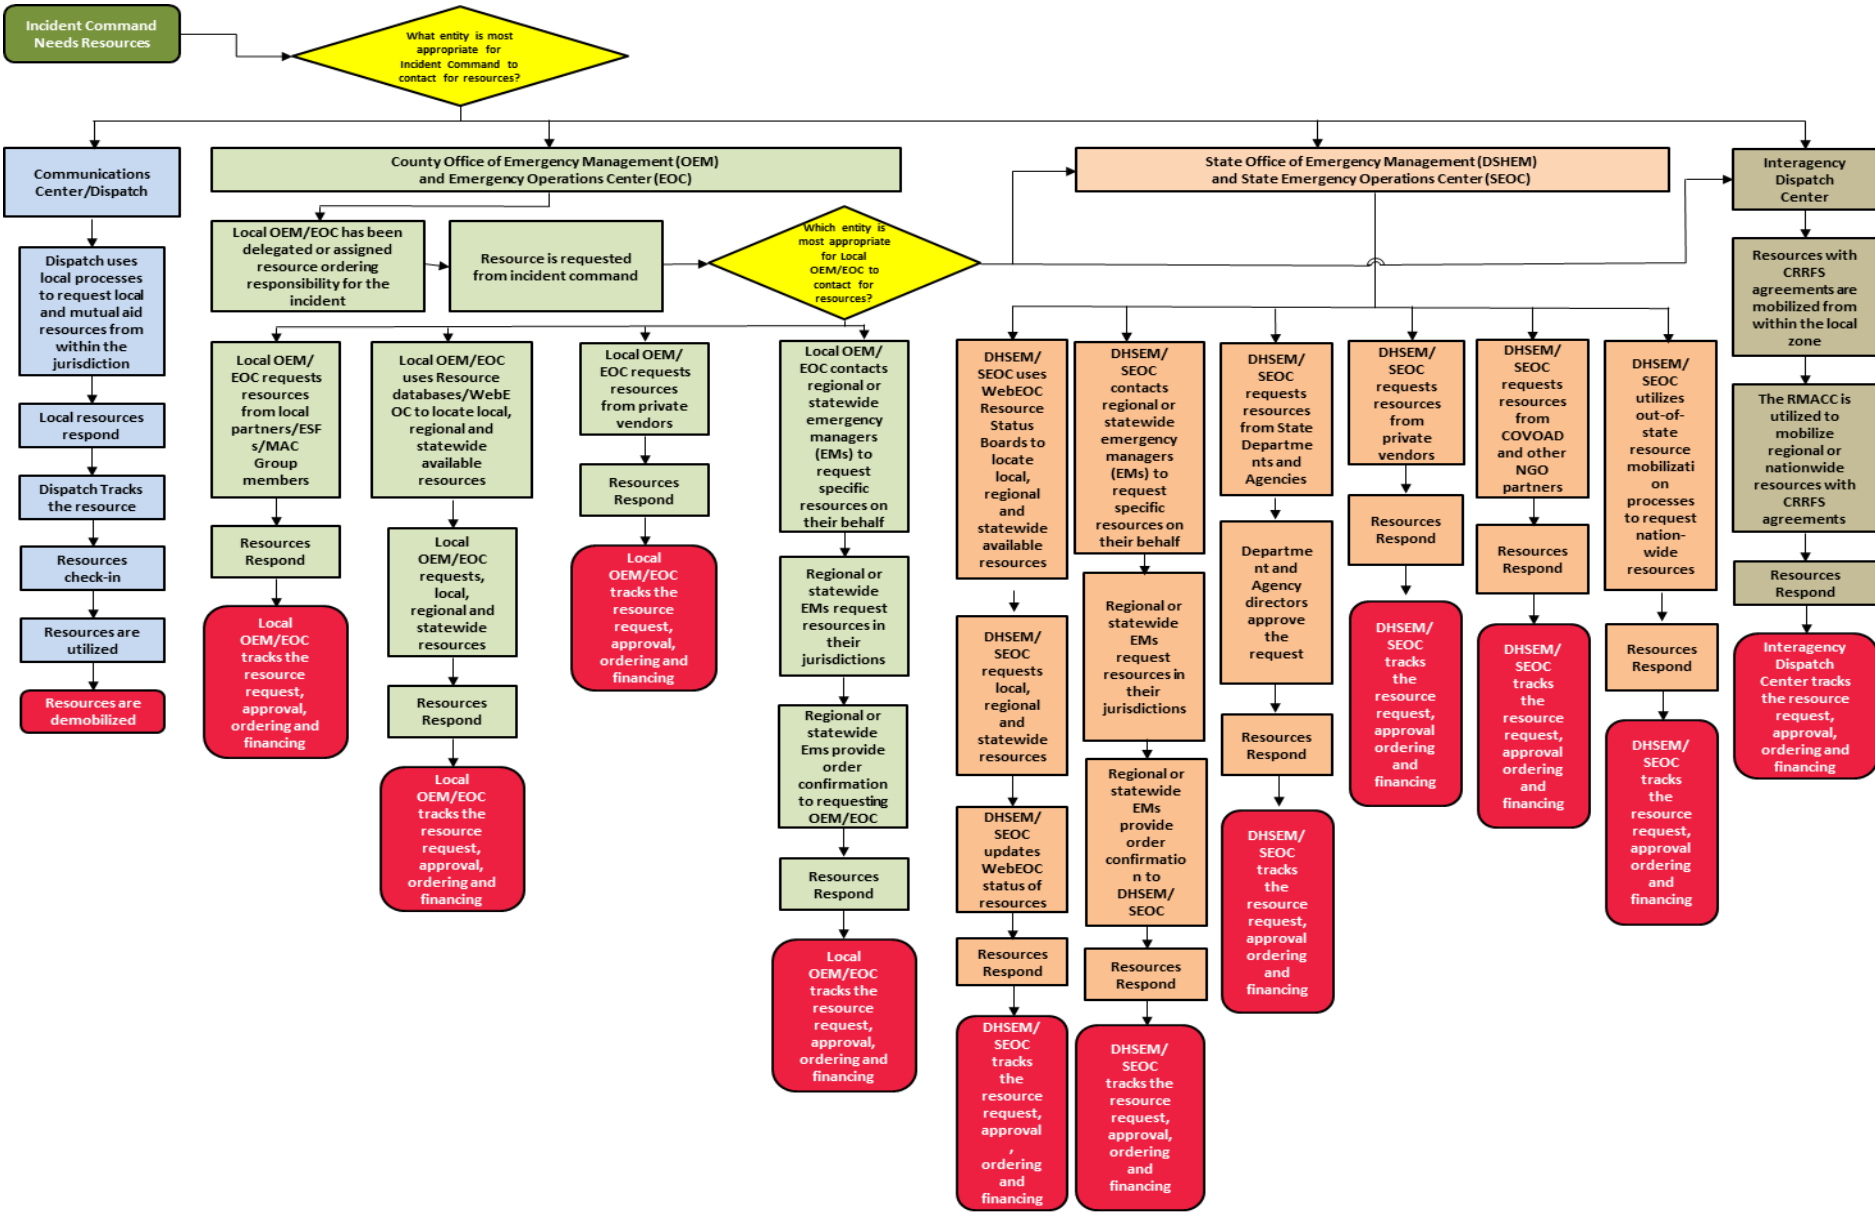 Incident Command
Needs Resources
What entity is most
appropriate for
Incident Command to
contact for resources?
Communications
Center/Dispatch
County Office of Emergency Management (OEM)
and Emergency Operations Center (EOC)
State Office of Emergency Management (DSHEM)
and State Emergency Operations Center (SEOC)
Interagency
Dispatch
Center
Dispatch uses
local processes
to request local
and mutual aid
resources from
within the
jurisdiction
Local resources
respond
Dispatch Tracks
the resource
Resources
check-in
Resources are
utilized
Resources are
demobilized
Local OEM/EOC has been
delegated or assigned
resource ordering
responsibility for the
incident
Resource is requested
from incident command
Which entity is
most appropriate
for Local
OEM/EOC to
contact for
resources?
Local OEM/
EOC requests
resources
from local
partners/ESF
s/MAC
Group
members
Resources
Respond
Local
OEM/EOC
tracks the
resource
request,
approval,
ordering and
financing
Local OEM/EOC
uses Resource
databases/WebE
OC to locate local,
regional and
statewide
available
resources
Local
OEM/EOC
requests,
local,
regional and
statewide
resources
Resources
Respond
Local
OEM/EOC
tracks the
resource
request,
approval,
ordering and
financing
Local OEM/
EOC requests
resources
from private
vendors
Resources
Respond
Local
OEM/EOC
tracks the
resource
request,
approval,
ordering and
financing
Local OEM/
EOC contacts
regional or
statewide
emergency
managers
(EMs) to
request
specific
resources on
their behalf
Regional or
statewide
EMs request
resources in
their
jurisdictions
Regional or
statewide
Ems provide
order
confirmation
to requesting
OEM/EOC
Resources
Respond
Local
OEM/EOC
tracks the
resource
request,
approval,
ordering and
financing
DHSEM/
SEOC uses
WebEOC
Resource
Status
Boards to
locate
local,
regional
and
statewide
available
resources
DHSEM/
SEOC
requests
local,
regional
and
statewide
resources
DHSEM/
SEOC
updates
WebEOC
status of
resources
Resources
Respond
DHSEM/
SEOC
tracks
the
resource
request,
approval
,
ordering
and
financing
DHSEM/
SEOC
contacts
regional or
statewide
emergency
managers
(EMs) to
request
specific
resources on
their behalf
Regional or
statewide
EMs
request
resources in
their
jurisdictions
Regional or
statewide
EMs
provide
order
confirmatio
n to
DHSEM/
SEOC
Resources
Respond
DHSEM/
SEOC
tracks the
resource
request,
approval,
ordering
and
financing
DHSEM/
SEOC
requests
resources
from State
Departme
nts and
Agencies
Departme
nt and
Agency
directors
approve
the
request
Resources
Respond
DHSEM/
SEOC
tracks
the
resource
request,
approval
ordering
and
financing
DHSEM/
SEOC
requests
resources
from
private
vendors
Resources
Respond
DHSEM/
SEOC
tracks
the
resource
request,
approval
ordering
and
financing
DHSEM/
SEOC
requests
resources
from
COVOAD
and other
NGO
partners
Resources
Respond
DHSEM/
SEOC
tracks
the
resource
request,
approval
ordering
and
financing
DHSEM/
SEOC
utilizes
out-of-
state
resource
mobilizati
on
processes
to request
nation-
wide
resources
Resources
Respond
DHSEM/
SEOC
tracks
the
resource
request,
approval
ordering
and
financing
Resources with
CRRFS
agreements are
mobilized from
within the local
zone
The RMACC is
utilized to
mobilize
regional or
nationwide
resources with
CRRFS
agreements
Resources
Respond
Interagency
Dispatch
Center tracks
the resource
request,
approval,
ordering and
financing